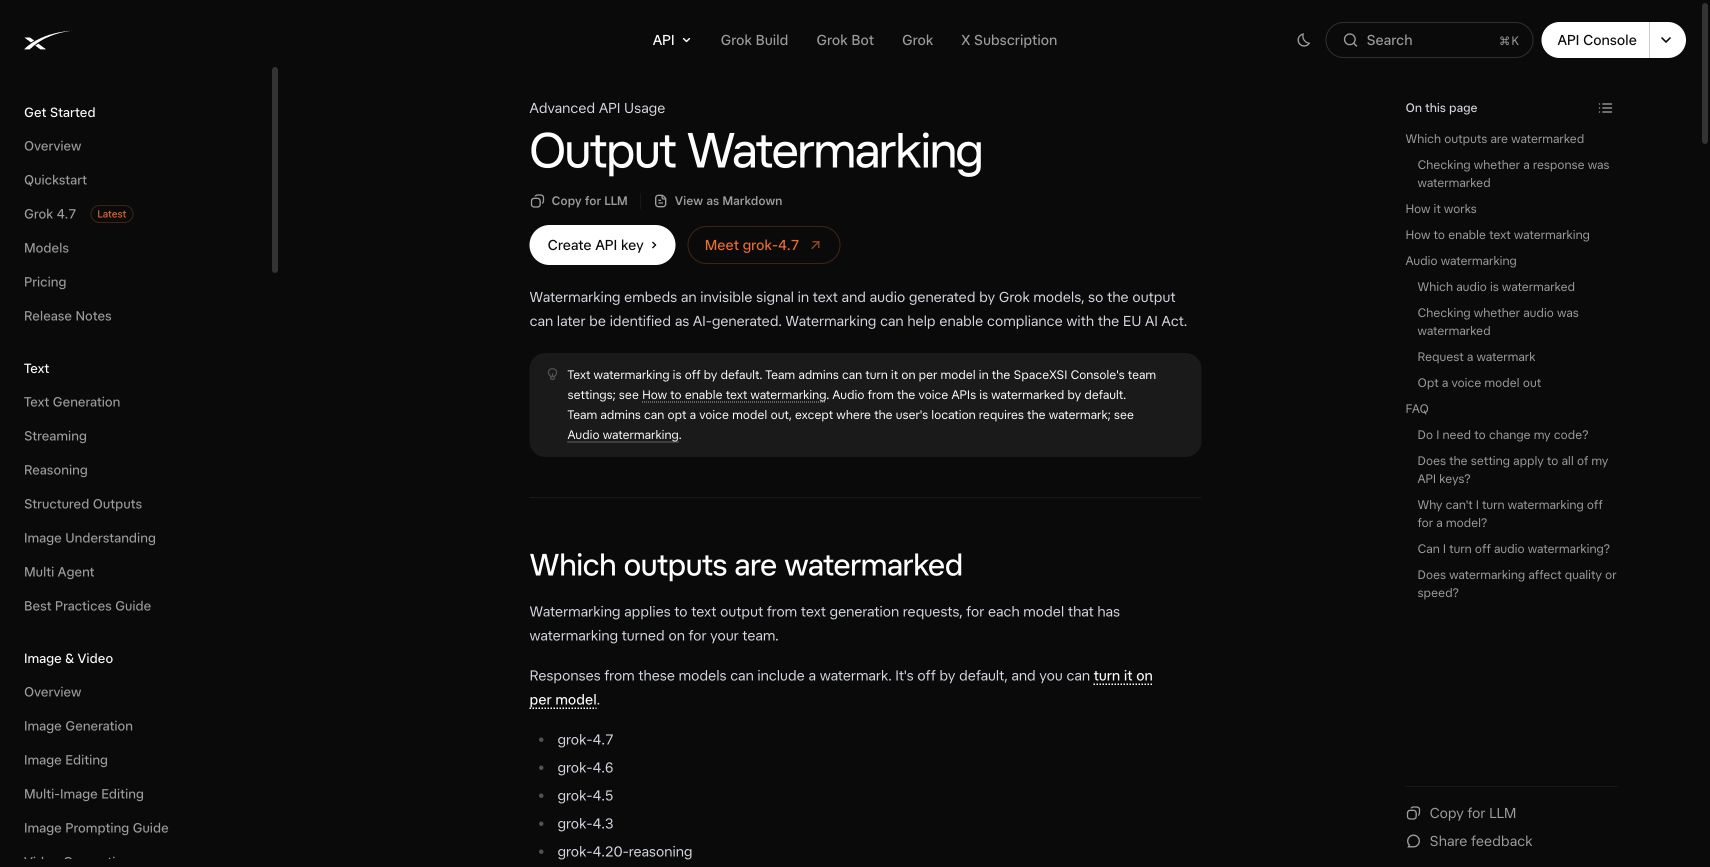 API
Grok Build
Grok Bot
Grok
X Subscription
Search
⌘K
API Console
Get Started
Overview
Quickstart
Grok 4.7 Latest
Models
Pricing
Release Notes
Text
Text Generation
Streaming
Reasoning
Structured Outputs
Image Understanding
Multi Agent
Best Practices Guide
Image & Video
Overview
Image Generation
Image Editing
Multi-Image Editing
Image Prompting Guide
Advanced API Usage
Output Watermarking
Copy for LLM
View as Markdown
Create API key
Meet grok-4.7
Watermarking embeds an invisible signal in text and audio generated by Grok models, so the output
can later be identified as AI-generated. Watermarking can help enable compliance with the EU AI Act.
Text watermarking is off by default. Team admins can turn it on per model in the SpaceXSI Console's team
settings; see How to enable text watermarking. Audio from the voice APIs is watermarked by default.
Team admins can opt a voice model out, except where the user's location requires the watermark; see
Audio watermarking.
Which outputs are watermarked
Watermarking applies to text output from text generation requests, for each model that has
watermarking turned on for your team.
Responses from these models can include a watermark. It's off by default, and you can turn it on
per model.
• grok-4.7
• grok-4.6
• grok-4.5
• grok-4.3
• grok-4.20-reasoning
On this page
Which outputs are watermarked
Checking whether a response was
watermarked
How it works
How to enable text watermarking
Audio watermarking
Which audio is watermarked
Checking whether audio was
watermarked
Request a watermark
Opt a voice model out
FAQ
Do I need to change my code?
Does the setting apply to all of my
API keys?
Why can't I turn watermarking off
for a model?
Can I turn off audio watermarking?
Does watermarking affect quality or
speed?
Copy for LLM
Share feedback